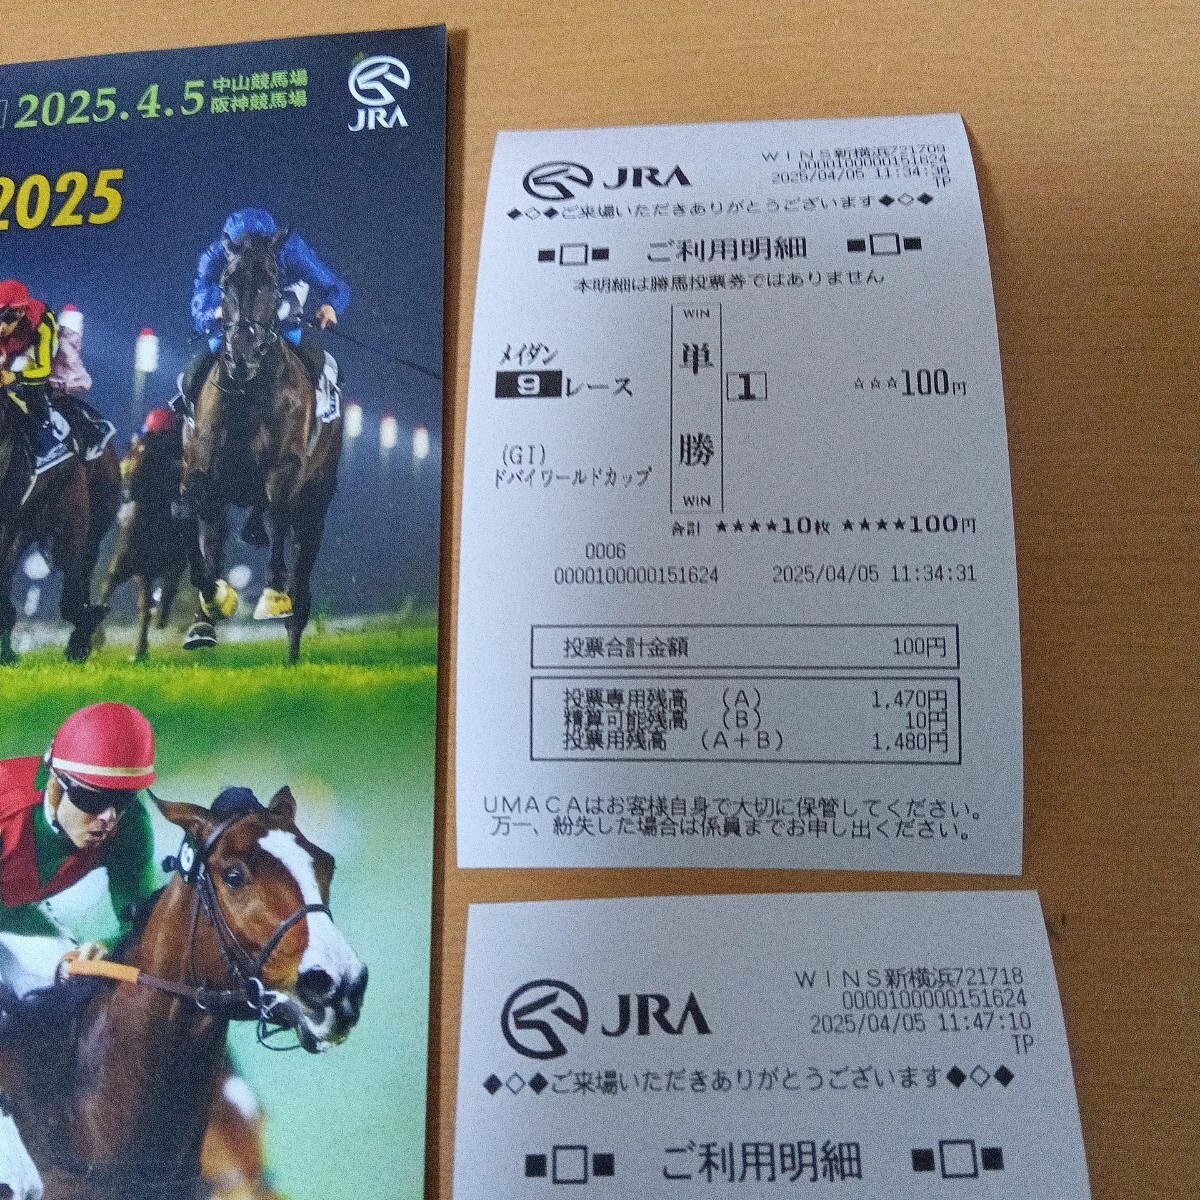 2025.4.5 中山競馬場
阪神競馬場
JRA
2025
JRA
WINS新横浜721709
0000100000151624
2025/04/05 11:34:36
TP
◆◇◆ご来場いただきありがとうございます◆◇◆
■□■ ご利用明細 ■□■
本明細は勝馬投票券ではありません
WIN
メイダン
9レース
単勝
1
☆☆☆100円
(GI)
ドバイワールドカップ
WIN
合計 ★★★★10枚 ★★★★100円
0006
0000100000151624 2025/04/05 11:34:31
投票合計金額 100円
投票専用残高 (A) 1,470円
精算可能残高 (B) 10円
投票用残高 (A+B) 1,480円
UMACAはお客様自身で大切に保管してください。
万一、紛失した場合は係員までお申し出ください。
6
JRA
WINS新横浜721718
0000100000151624
2025/04/05 11:47:10
TP
◆◇◆ご来場いただきありがとうございます◆◇◆
■□■ ご利用明細 ■□■